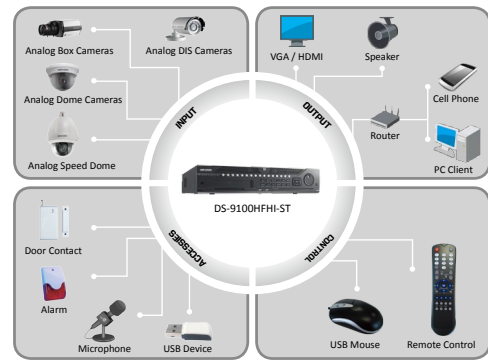 Analog Box Cameras
Analog DIS Cameras
Analog Dome Cameras
Analog Speed Dome
INPUT
VGA / HDMI
Speaker
Cell Phone
Router
PC Client
OUTPUT
DS-9100HFHI-ST
Door Contact
Alarm
Microphone
USB Device
ACCESSIES
CONTROL
USB Mouse
Remote Control